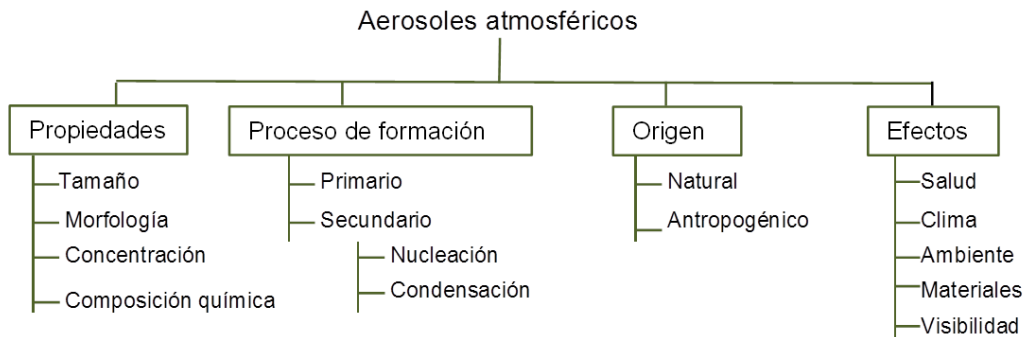 Aerosoles atmosféricos
Propiedades
Tamaño
Morfología
Concentración
Composición química
Proceso de formación
Primario
Secundario
Nucleación
Condensación
Origen
Natural
Antropogénico
Efectos
Salud
Clima
Ambiente
Materiales
Visibilidad